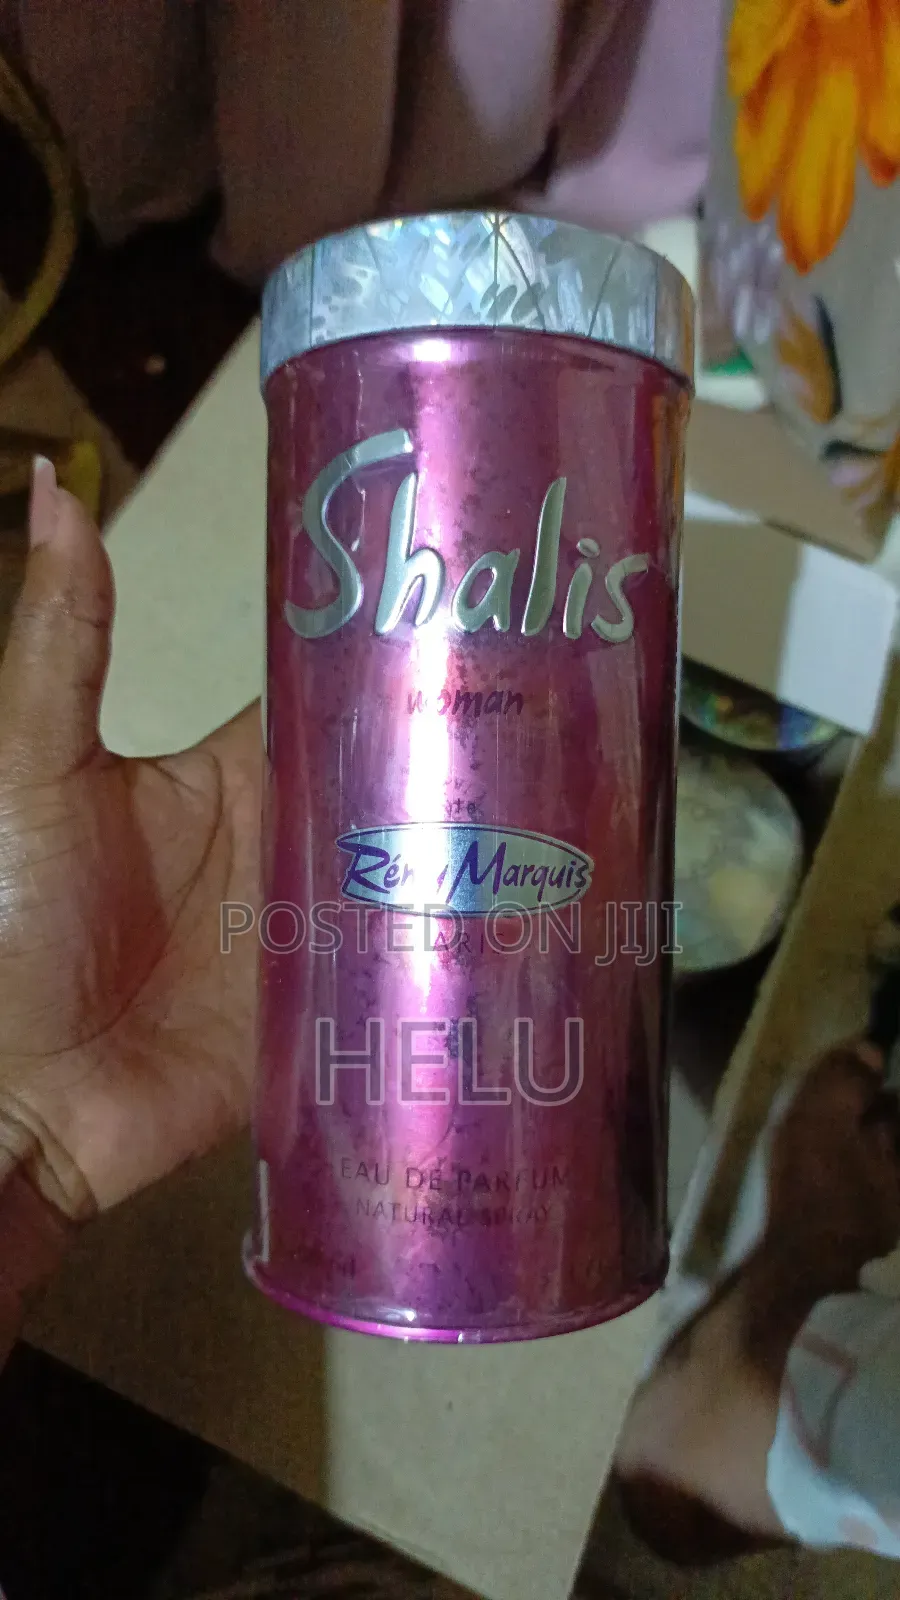 Shalis
woman
Rémy Marquis
POSTED ON JIJI
HELU
EAU DE PARFUM
NATURAL SPRAY